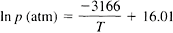 ln p (atm) = −3166/T + 16.01